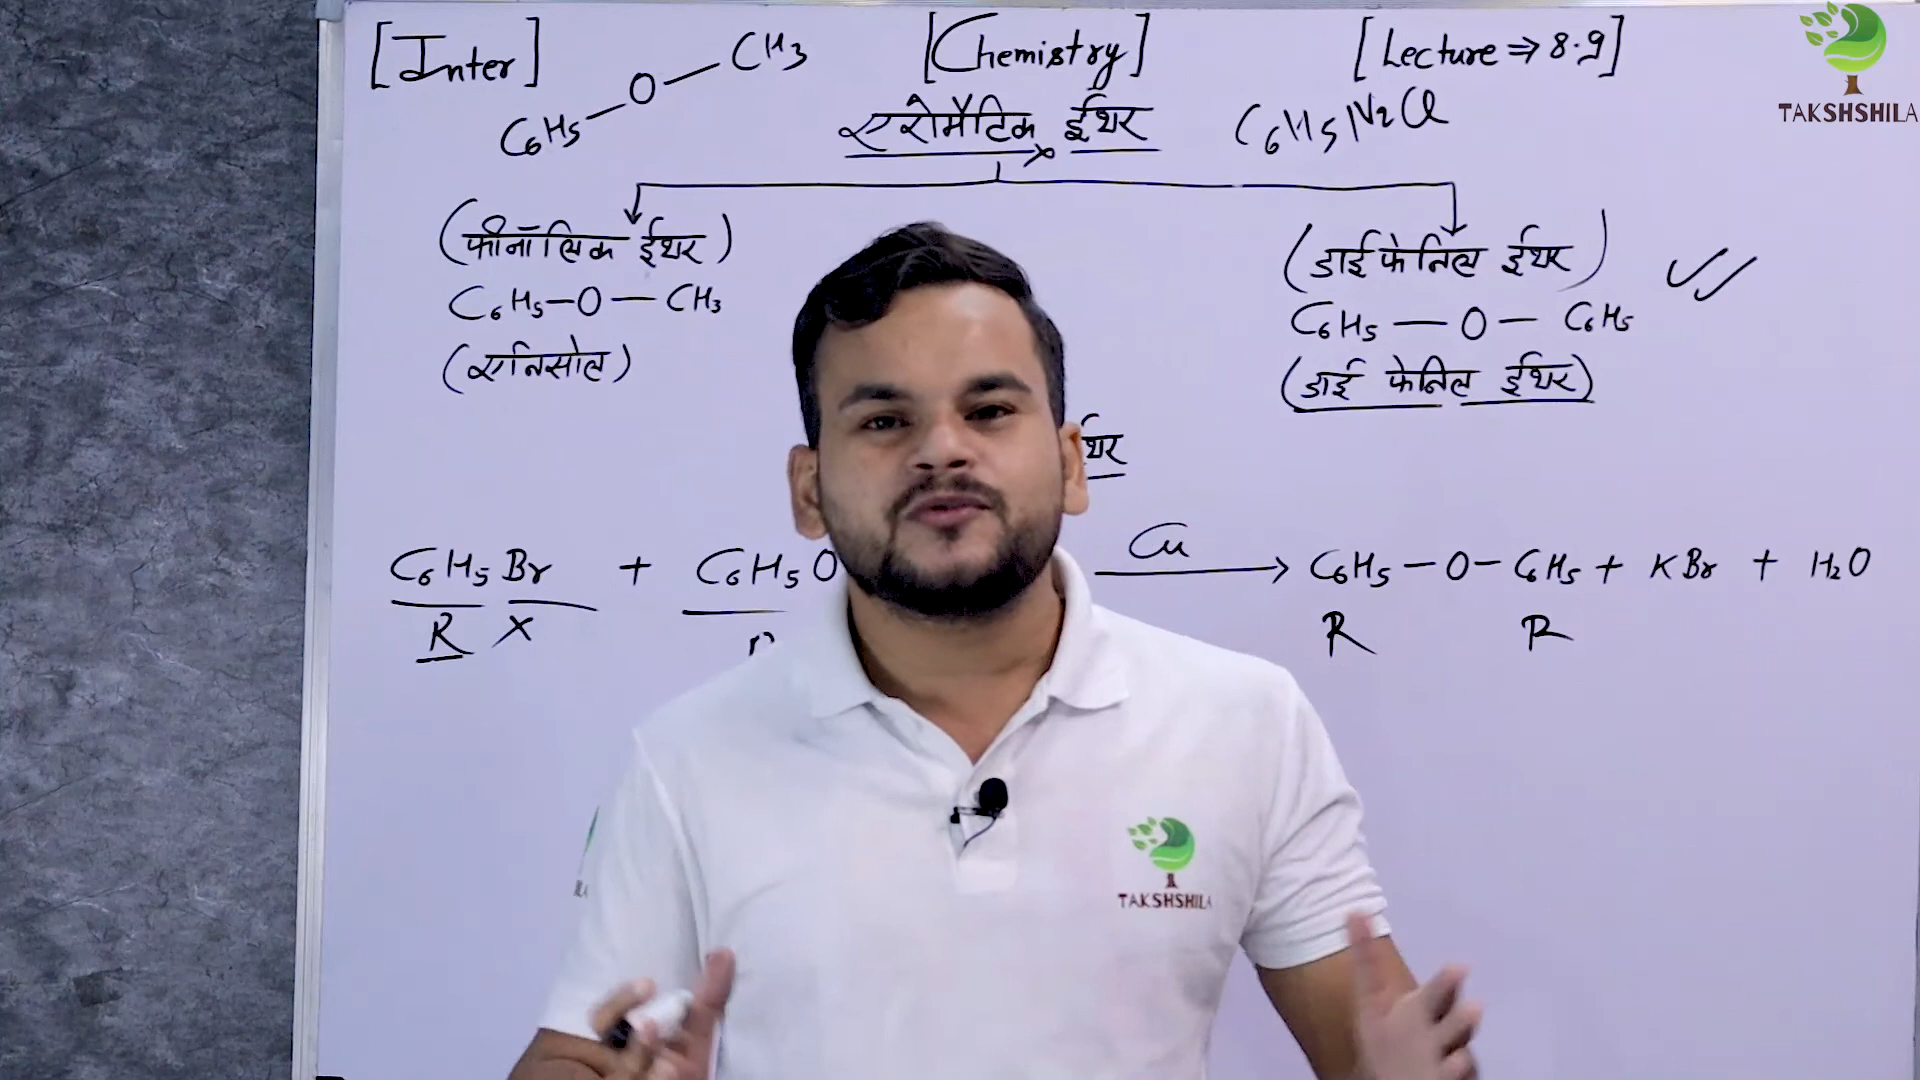 [Inter] [Chemistry] [Lecture ⇒ 8.9]
TAKSHSHILA
C₆H₅—O—CH₃
एरोमैटिक ईथर C₆H₅N₂Cl
(फीनॉलिक ईथर) (डाईफेनिल ईथर)
C₆H₅—O—CH₃ C₆H₅—O—C₆H₅
(एनिसोल) (डाई फेनिल ईथर)
C₆H₅Br + C₆H₅O Cu → C₆H₅—O—C₆H₅ + KBr + H₂O
R X R R
TAKSHSHILA